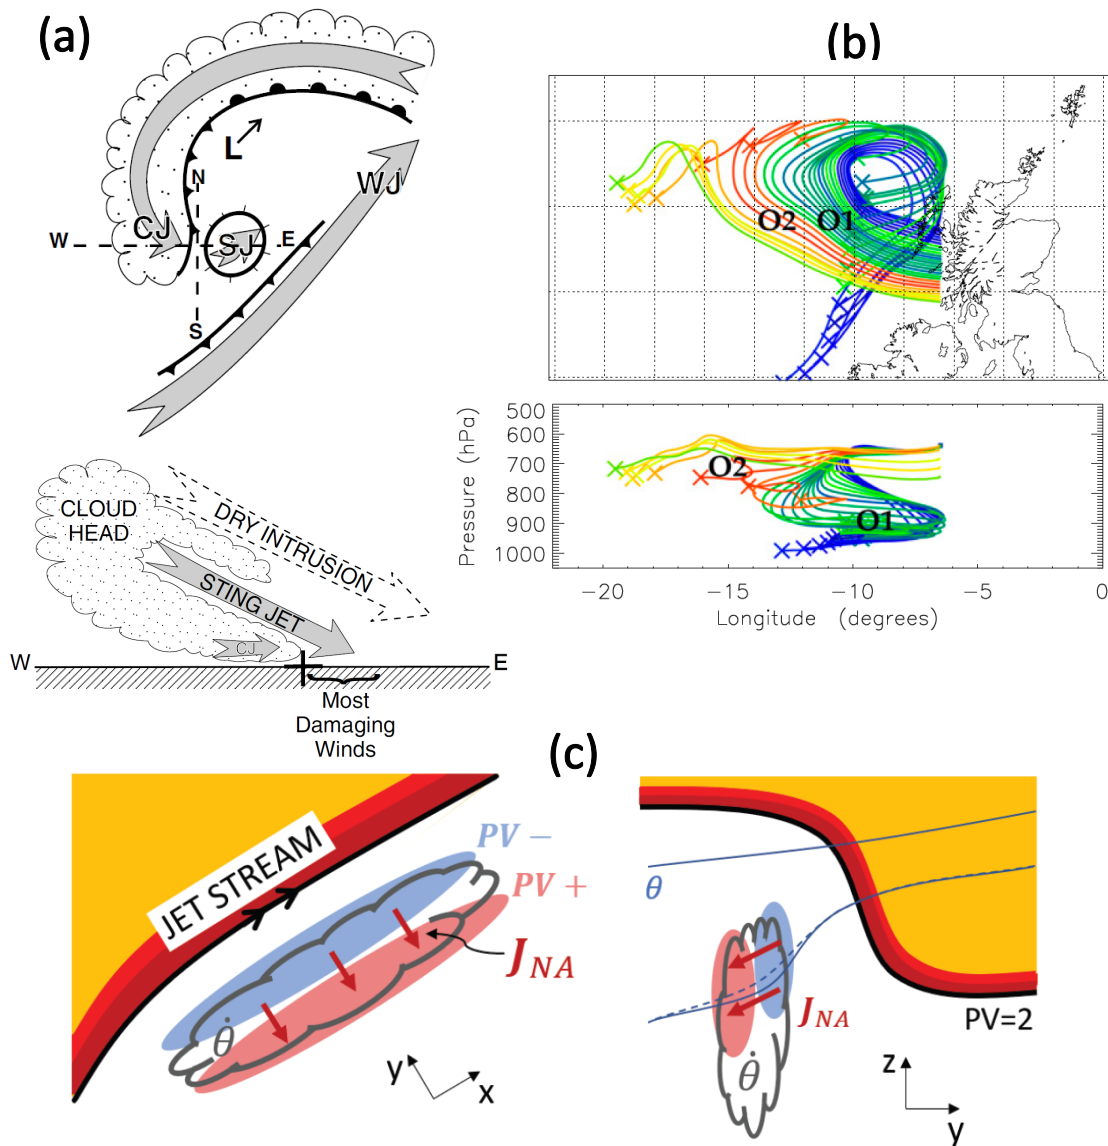 (a)
L
WJ
N
CJ
SJ
W
E
S
CLOUD
HEAD
DRY INTRUSION
STING JET
CJ
W
E
Most
Damaging
Winds
(b)
O2
O1
Pressure (hPa)
500
600
700
800
900
1000
O2
O1
−20
−15
−10
−5
0
Longitude (degrees)
(c)
JET STREAM
PV −
PV +
J_NA
θ̇
y
x
θ
J_NA
PV=2
θ̇
z
y